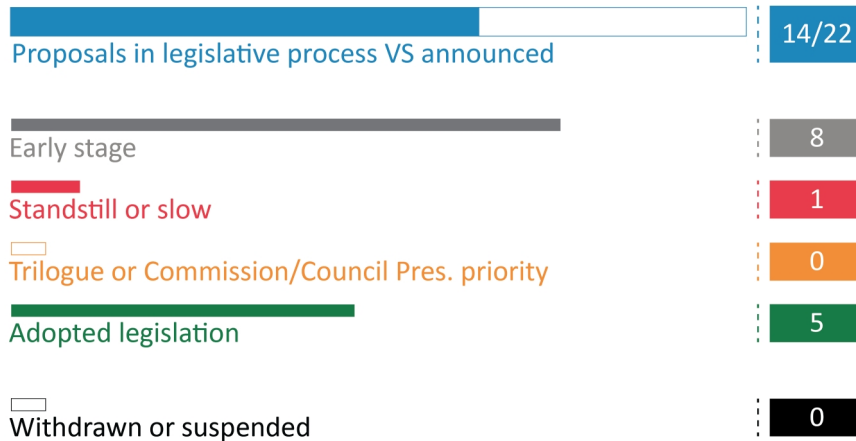 14/22
Proposals in legislative process VS announced
8
Early stage
1
Standstill or slow
0
Trilogue or Commission/Council Pres. priority
5
Adopted legislation
0
Withdrawn or suspended